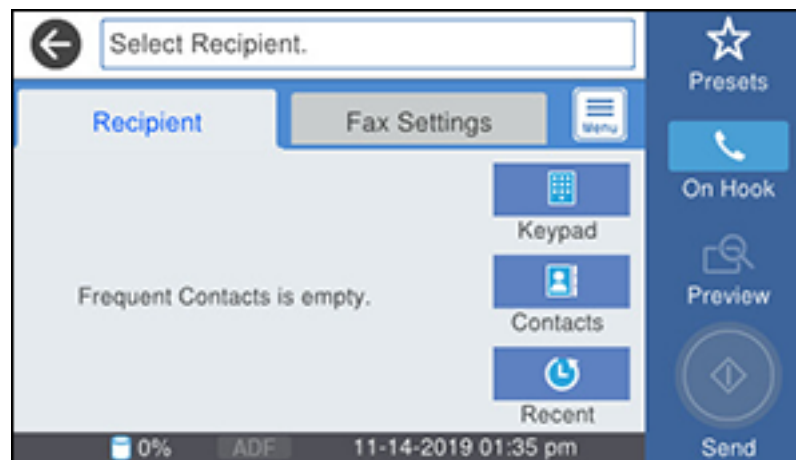 Select Recipient.
Presets
Recipient
Fax Settings
Menu
On Hook
Keypad
Frequent Contacts is empty.
Contacts
Preview
Recent
0%
ADF
11-14-2019 01:35 pm
Send